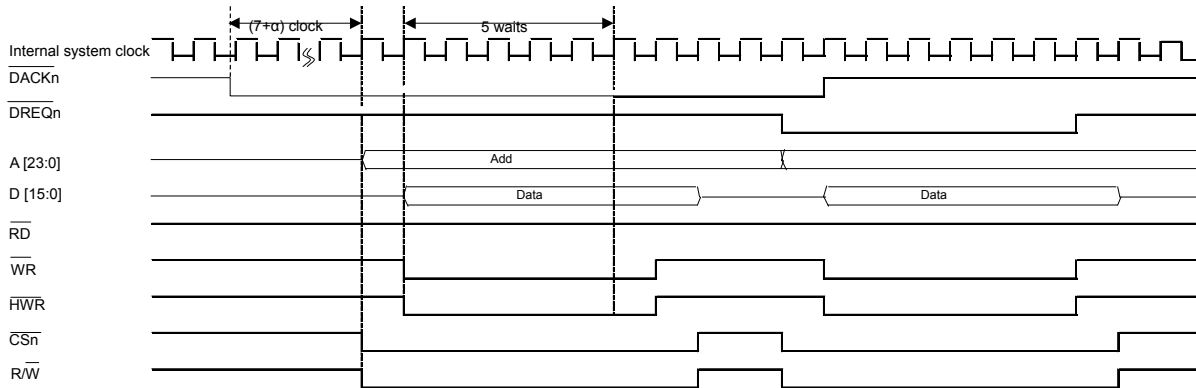 (7+α) clock
5 waits
Internal system clock
DACKn
DREQn
A [23:0]
Add
D [15:0]
Data
Data
RD
WR
HWR
CSn
R/W